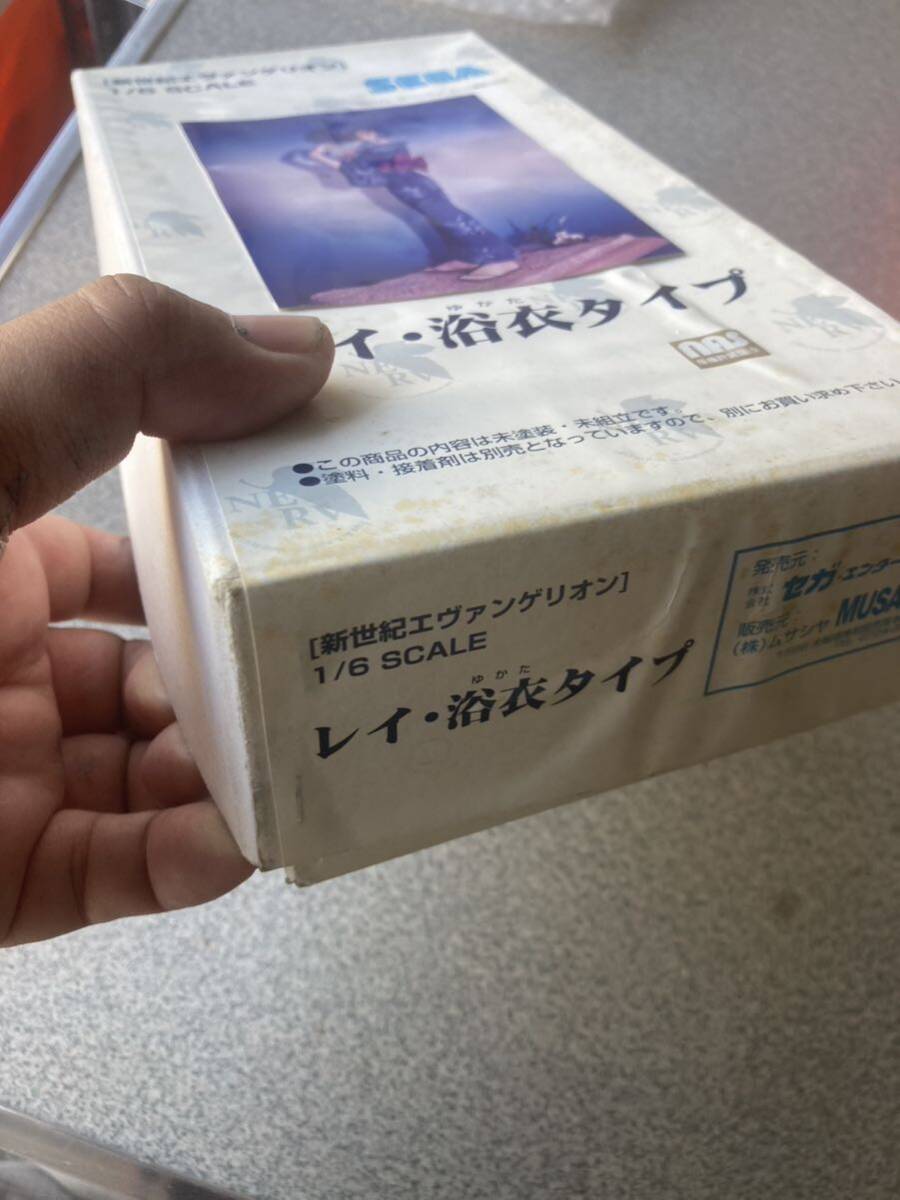 [新世紀エヴァンゲリオン]
1/6 SCALE
SEGA
ゆかた
イ・浴衣タイプ
NERV
●この商品の内容は未塗装・未組立です。
●塗料・接着剤は別売となっていますので、別にお買い求め下さい
[新世紀エヴァンゲリオン]
1/6 SCALE
ゆかた
レイ・浴衣タイプ
発売元:
株式会社 セガ・エンター
販売元:
(株)ムサシヤ MUSA